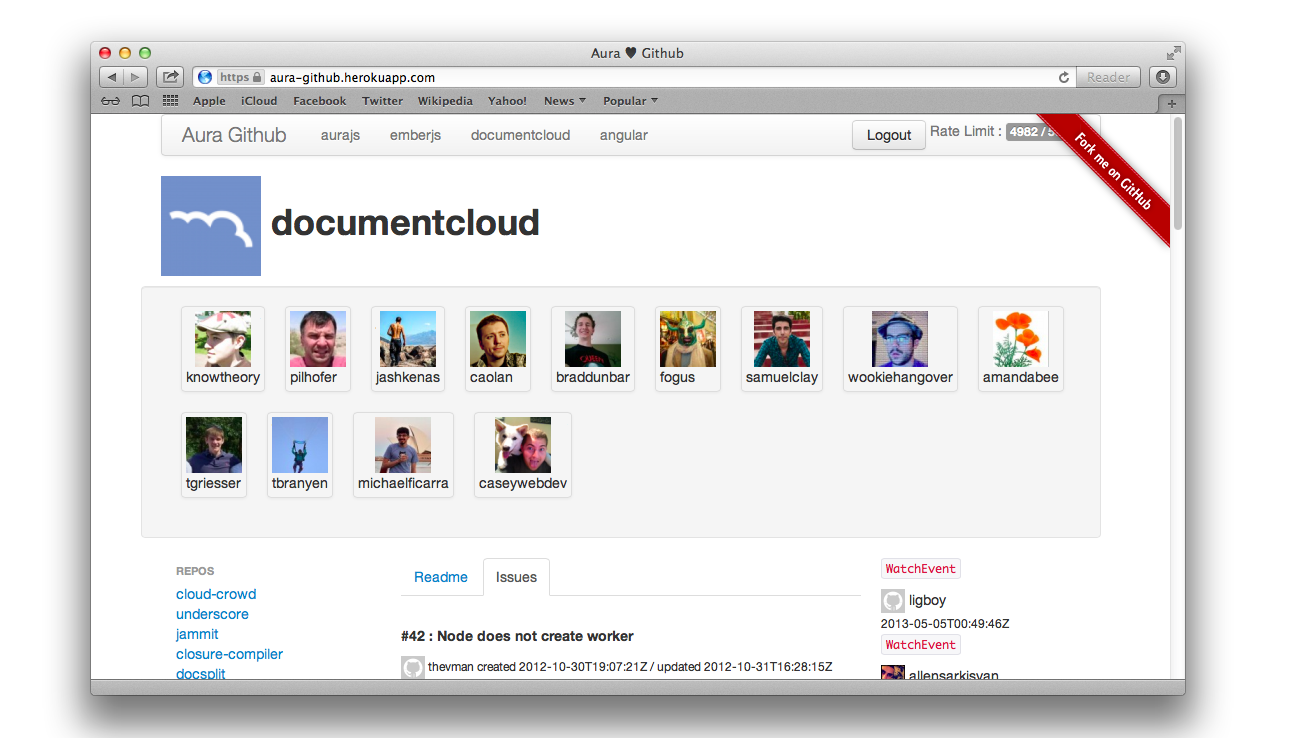 Aura ♥ Github
https aura-github.herokuapp.com Reader
Apple iCloud Facebook Twitter Wikipedia Yahoo! News Popular
Aura Github aurajs emberjs documentcloud angular Logout Rate Limit : 4982 / 5
Fork me on GitHub
documentcloud
knowtheory pilhofer jashkenas caolan braddunbar fogus samuelclay wookiehangover amandabee
tgriesser tbranyen michaelficarra caseywebdev
REPOS
cloud-crowd
underscore
jammit
closure-compiler
docsplit
Readme Issues
#42 : Node does not create worker
thevman created 2012-10-30T19:07:21Z / updated 2012-10-31T16:28:15Z
WatchEvent
ligboy
2013-05-05T00:49:46Z
WatchEvent
allensarkisyan